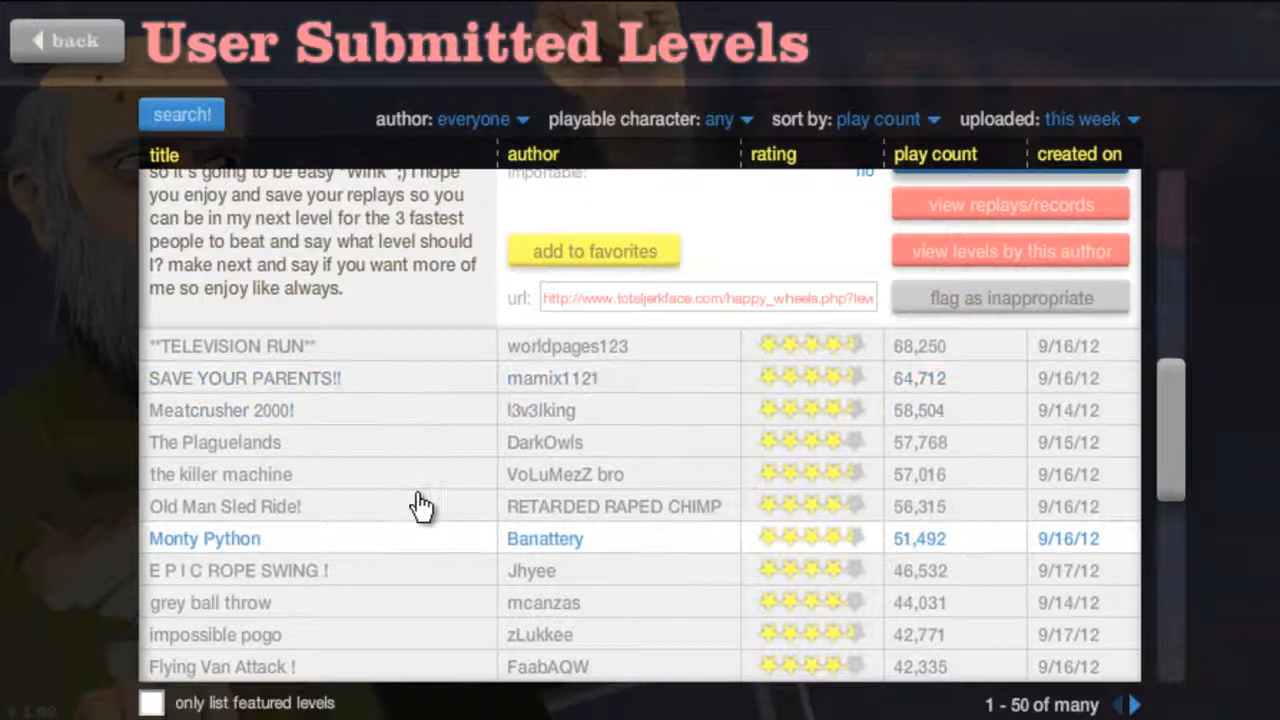 back
User Submitted Levels
search!
author: everyone playable character: any sort by: play count uploaded: this week
title author rating play count created on
so it's going to be easy *wink* ;) I hope
you enjoy and save your replays so you
can be in my next level for the 3 fastest
people to beat and say what level should
I? make next and say if you want more of
me so enjoy like always.
importable: no
view replays/records
add to favorites
view levels by this author
url: http://www.totaljerkface.com/happy_wheels.php?lev
flag as inappropriate
**TELEVISION RUN** worldpages123 68,250 9/16/12
SAVE YOUR PARENTS!! mamix1121 64,712 9/16/12
Meatcrusher 2000! l3v3lking 58,504 9/14/12
The Plaguelands DarkOwls 57,768 9/15/12
the killer machine VoLuMezZ bro 57,016 9/16/12
Old Man Sled Ride! RETARDED RAPED CHIMP 56,315 9/16/12
Monty Python Banattery 51,492 9/16/12
E P I C ROPE SWING ! Jhyee 46,532 9/17/12
grey ball throw mcanzas 44,031 9/14/12
impossible pogo zLukkee 42,771 9/17/12
Flying Van Attack ! FaabAQW 42,335 9/16/12
only list featured levels
1 - 50 of many